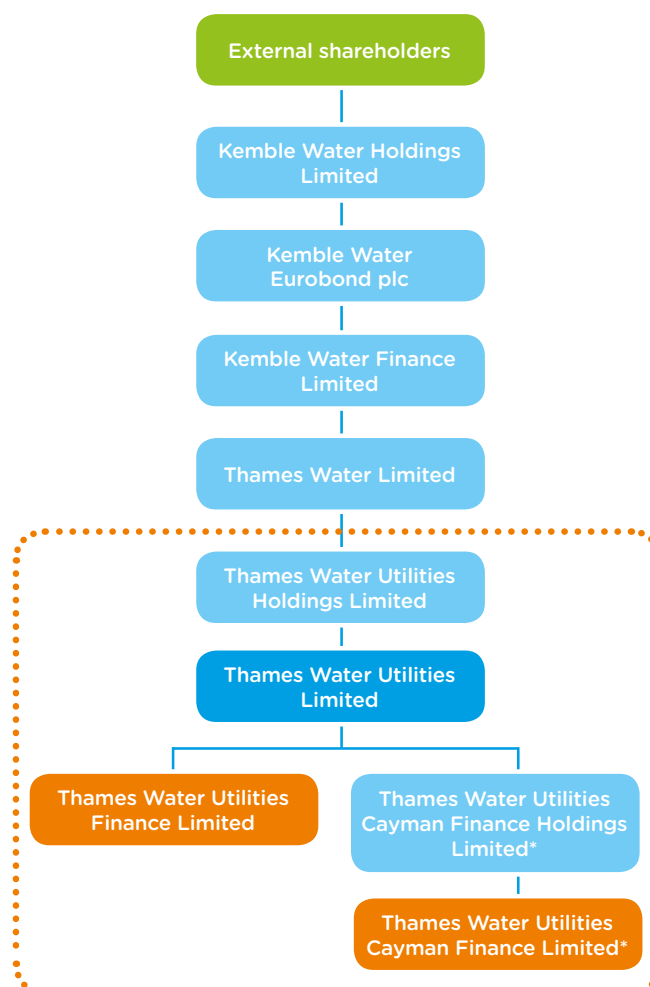 External shareholders
Kemble Water Holdings
Limited
Kemble Water
Eurobond plc
Kemble Water Finance
Limited
Thames Water Limited
Thames Water Utilities
Holdings Limited
Thames Water Utilities
Limited
Thames Water Utilities
Finance Limited
Thames Water Utilities
Cayman Finance Holdings
Limited*
Thames Water Utilities
Cayman Finance Limited*